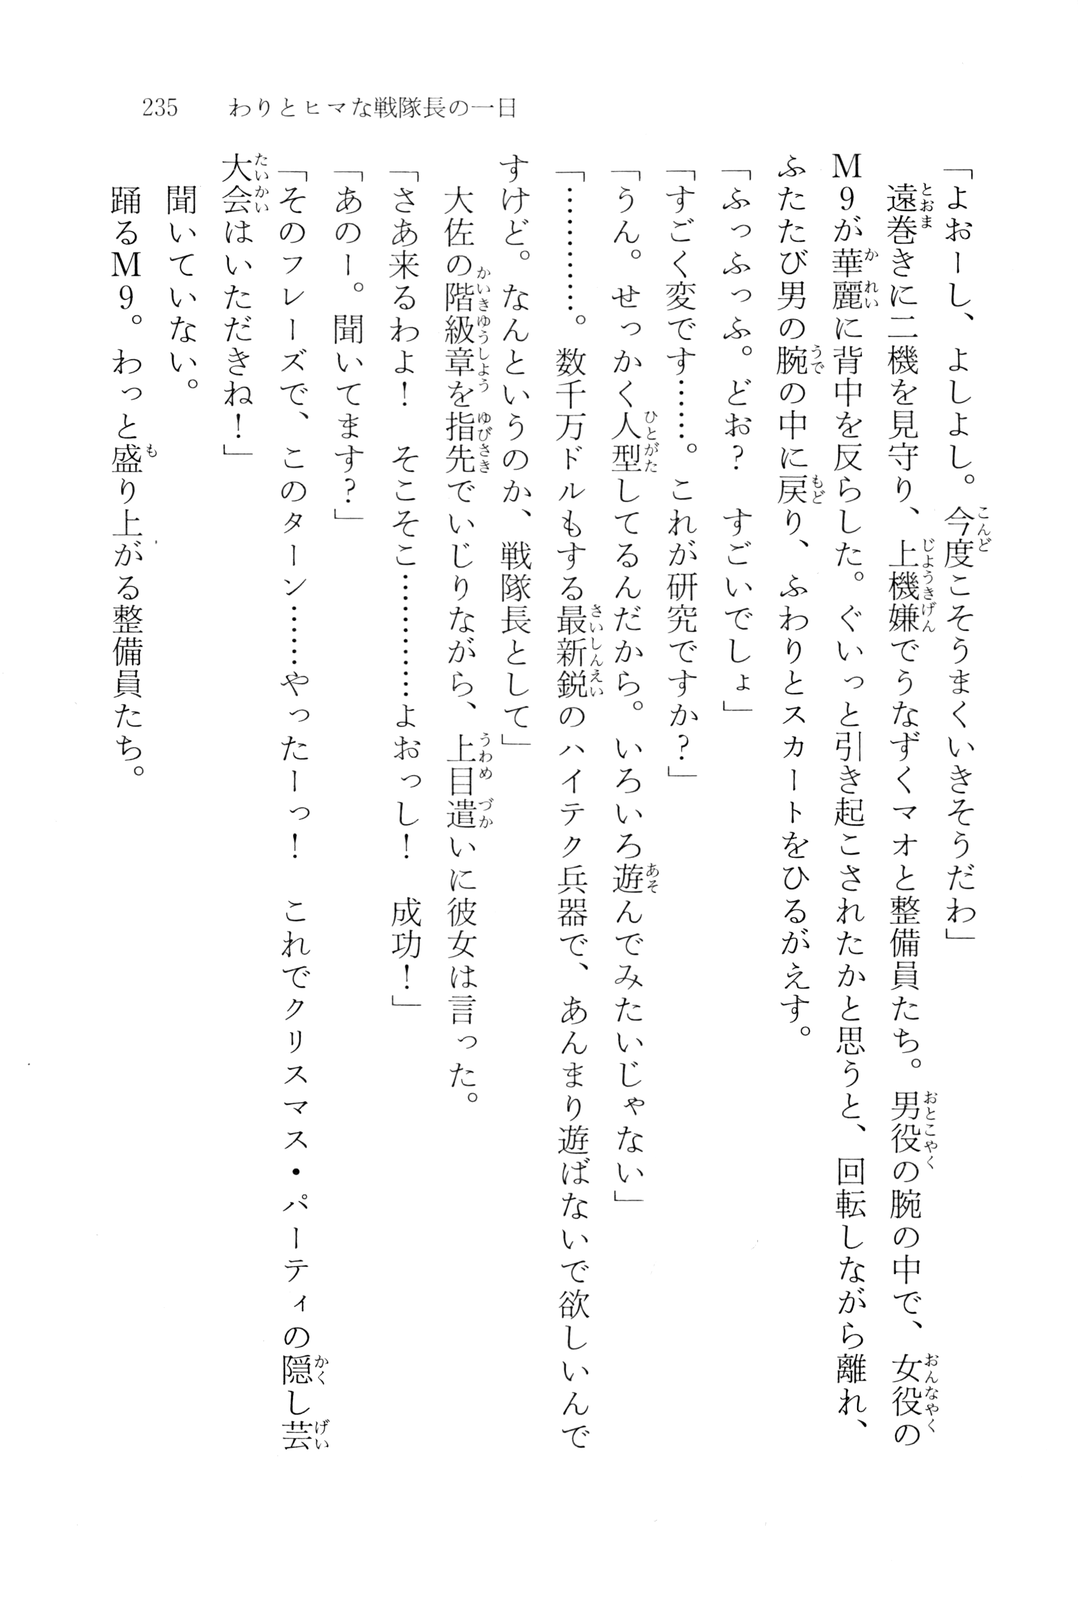 235　わりとヒマな戦隊長の一日
「よおーし、よしよし。今度こそうまくいきそうだわ」
　遠巻きに二機を見守り、上機嫌でうなずくマオと整備員たち。男役の腕の中で、女役の
M9が華麗に背中を反らした。ぐいっと引き起こされたかと思うと、回転しながら離れ、
ふたたび男の腕の中に戻り、ふわりとスカートをひるがえす。
「ふっふっふ。どお？　すごいでしょ」
「すごく変です……。これが研究ですか？」
「うん。せっかく人型してるんだから。いろいろ遊んでみたいじゃない」
「…………。数千万ドルもする最新鋭のハイテク兵器で、あんまり遊ばないで欲しいんで
すけど。なんというのか、戦隊長として」
　大佐の階級章を指先でいじりながら、上目遣いに彼女は言った。
「さあ来るわよ！　そこそこ…………よおっし！　成功！」
「あのー。聞いてます？」
「そのフレーズで、このターン……やったーっ！　これでクリスマス・パーティの隠し芸
大会はいただきね！」
　聞いていない。
　踊るM9。わっと盛り上がる整備員たち。